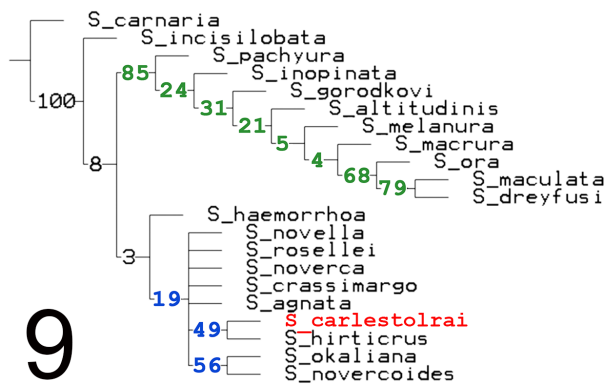 S_carnaria
S_incisilobata
S_pachyura
85
S_inopinata
24
S_gorodkovi
100
31
S_altitudinis
21
S_melanura
5
S_macrura
4
S_ora
8
68
S_maculata
79
S_dreyfusi
S_haemorrhoa
S_novella
S_rosellei
3
S_noverca
S_crassimargo
19
S_agnata
S_carlestolrai
49
S_hirticrus
S_okaliana
56
S_novercoides
9